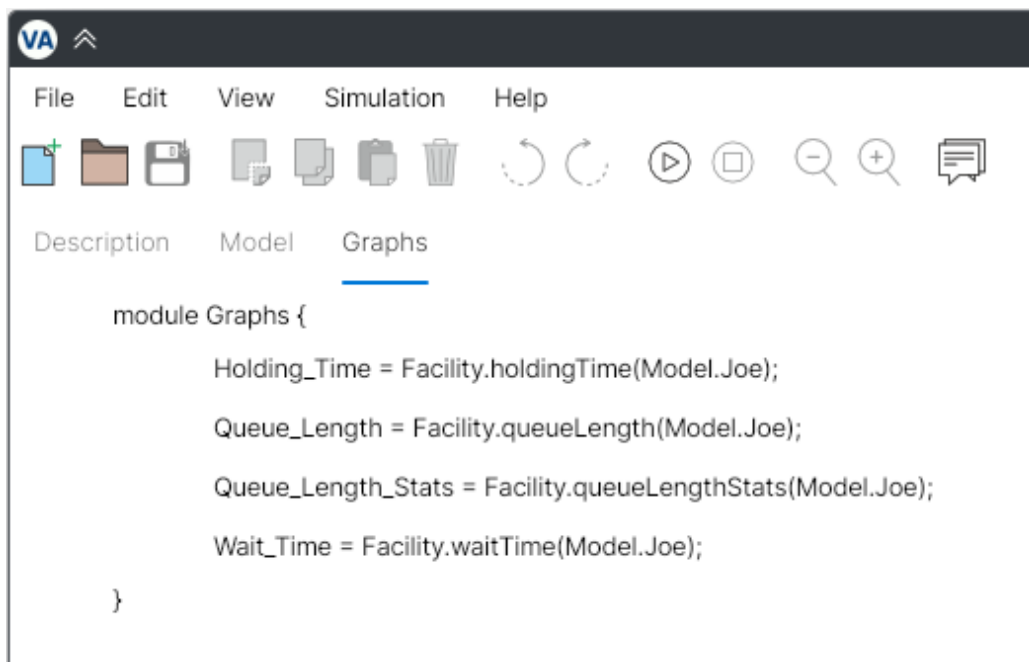 VA
File Edit View Simulation Help
Description Model Graphs
module Graphs {
Holding_Time = Facility.holdingTime(Model.Joe);
Queue_Length = Facility.queueLength(Model.Joe);
Queue_Length_Stats = Facility.queueLengthStats(Model.Joe);
Wait_Time = Facility.waitTime(Model.Joe);
}